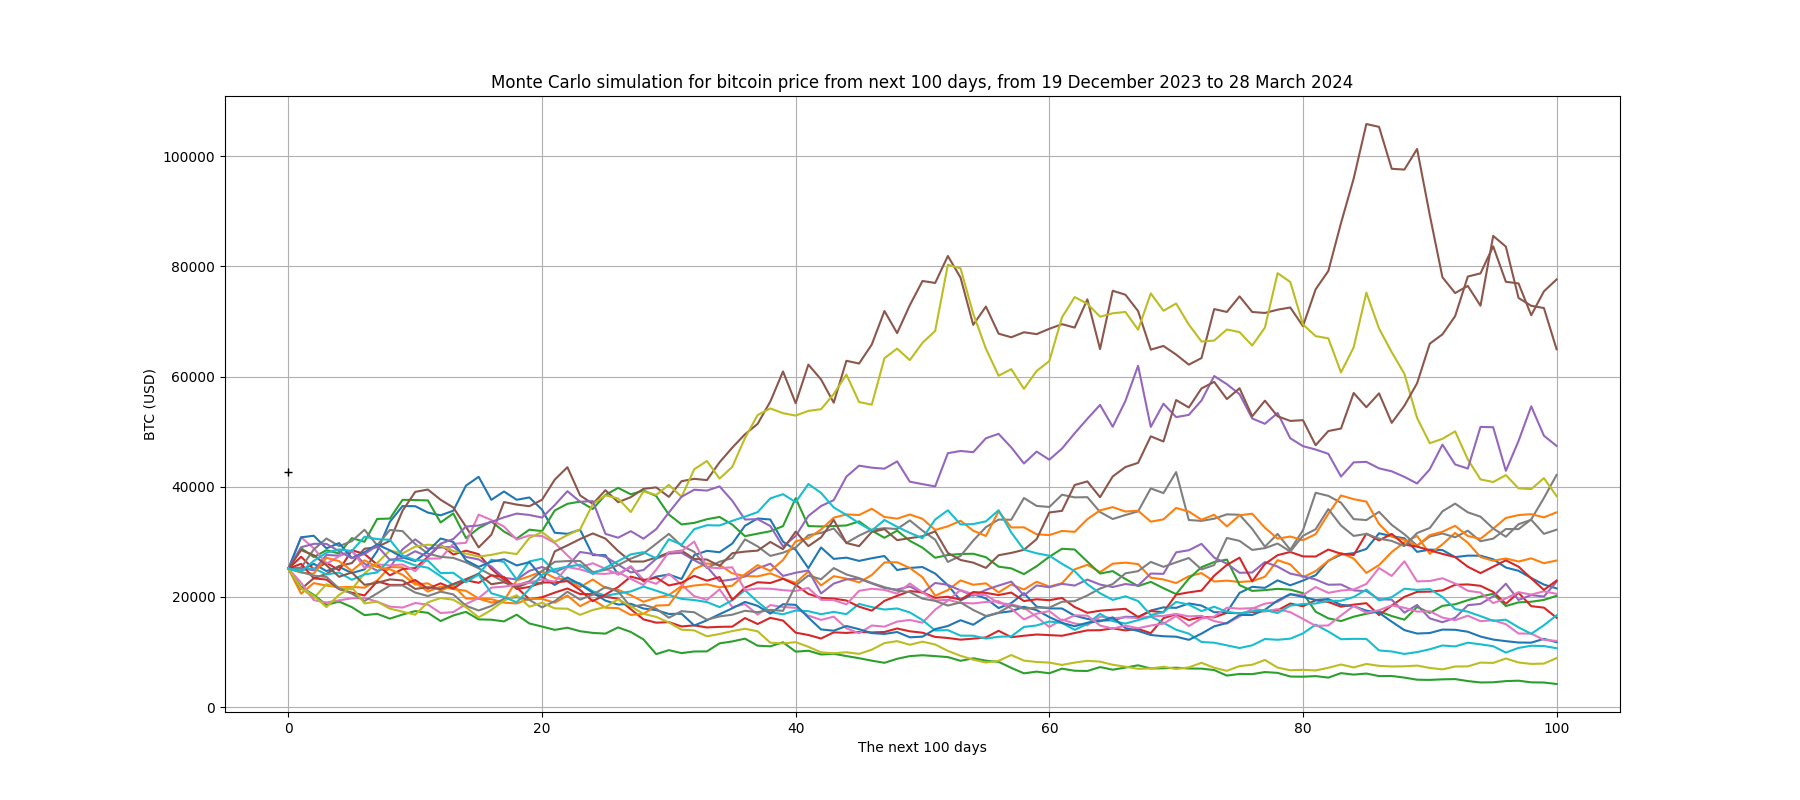 Monte Carlo simulation for bitcoin price from next 100 days, from 19 December 2023 to 28 March 2024
100000
80000
60000
40000
20000
0
BTC (USD)
0 20 40 60 80 100
The next 100 days